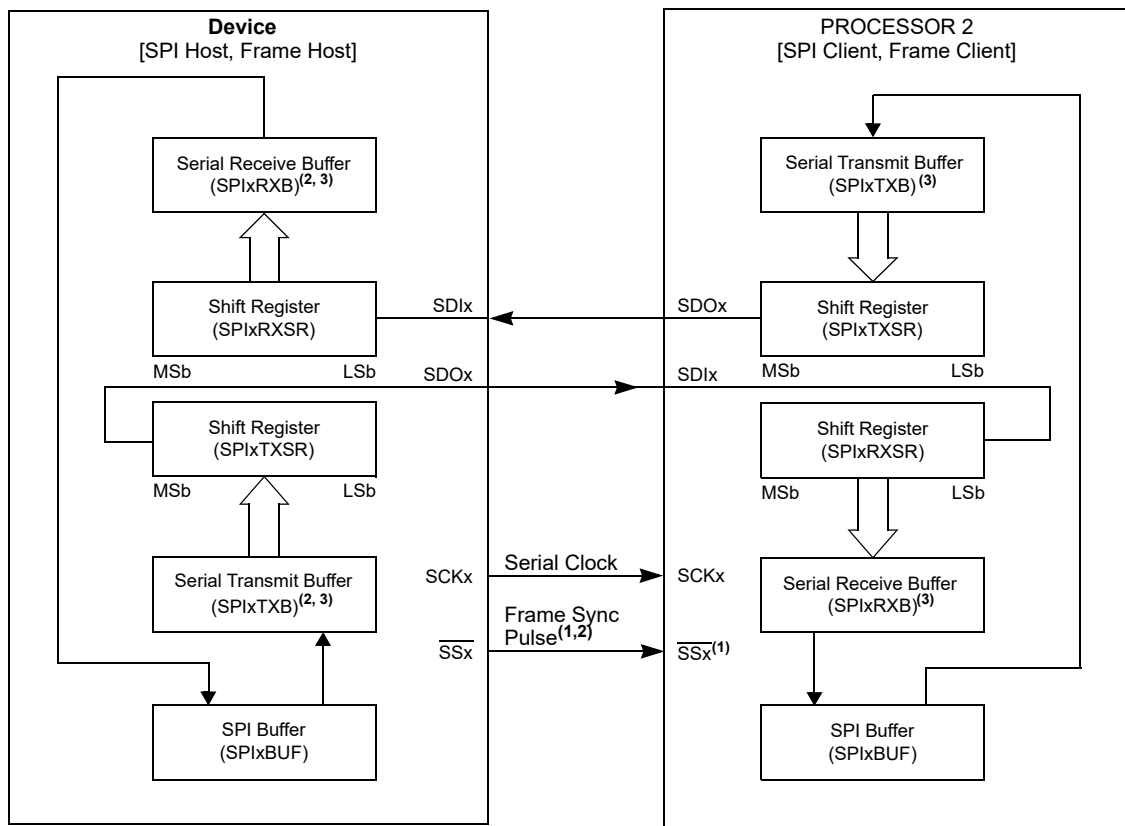 Device
[SPI Host, Frame Host]
Serial Receive Buffer
(SPIxRXB)(2, 3)
Shift Register
(SPIxRXSR)
MSb
LSb
SDIx
SDOx
Shift Register
(SPIxTXSR)
MSb
LSb
Serial Transmit Buffer
(SPIxTXB)(2, 3)
SPI Buffer
(SPIxBUF)
SCKx
SSx
Serial Clock
Frame Sync
Pulse(1,2)
PROCESSOR 2
[SPI Client, Frame Client]
Serial Transmit Buffer
(SPIxTXB)(3)
SDOx
Shift Register
(SPIxTXSR)
MSb
LSb
SDIx
Shift Register
(SPIxRXSR)
MSb
LSb
SCKx
SSx(1)
Serial Receive Buffer
(SPIxRXB)(3)
SPI Buffer
(SPIxBUF)